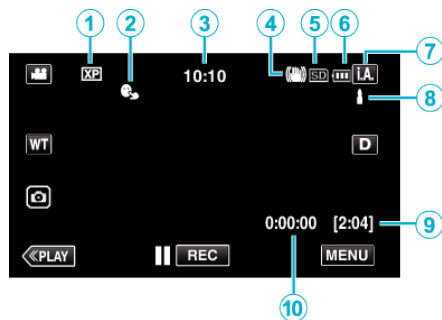 1 2 3 4 5 6 7
XP 10:10 SD i.A.
8
WT D
0:00:00 [2:04] 9
≪PLAY REC MENU
10